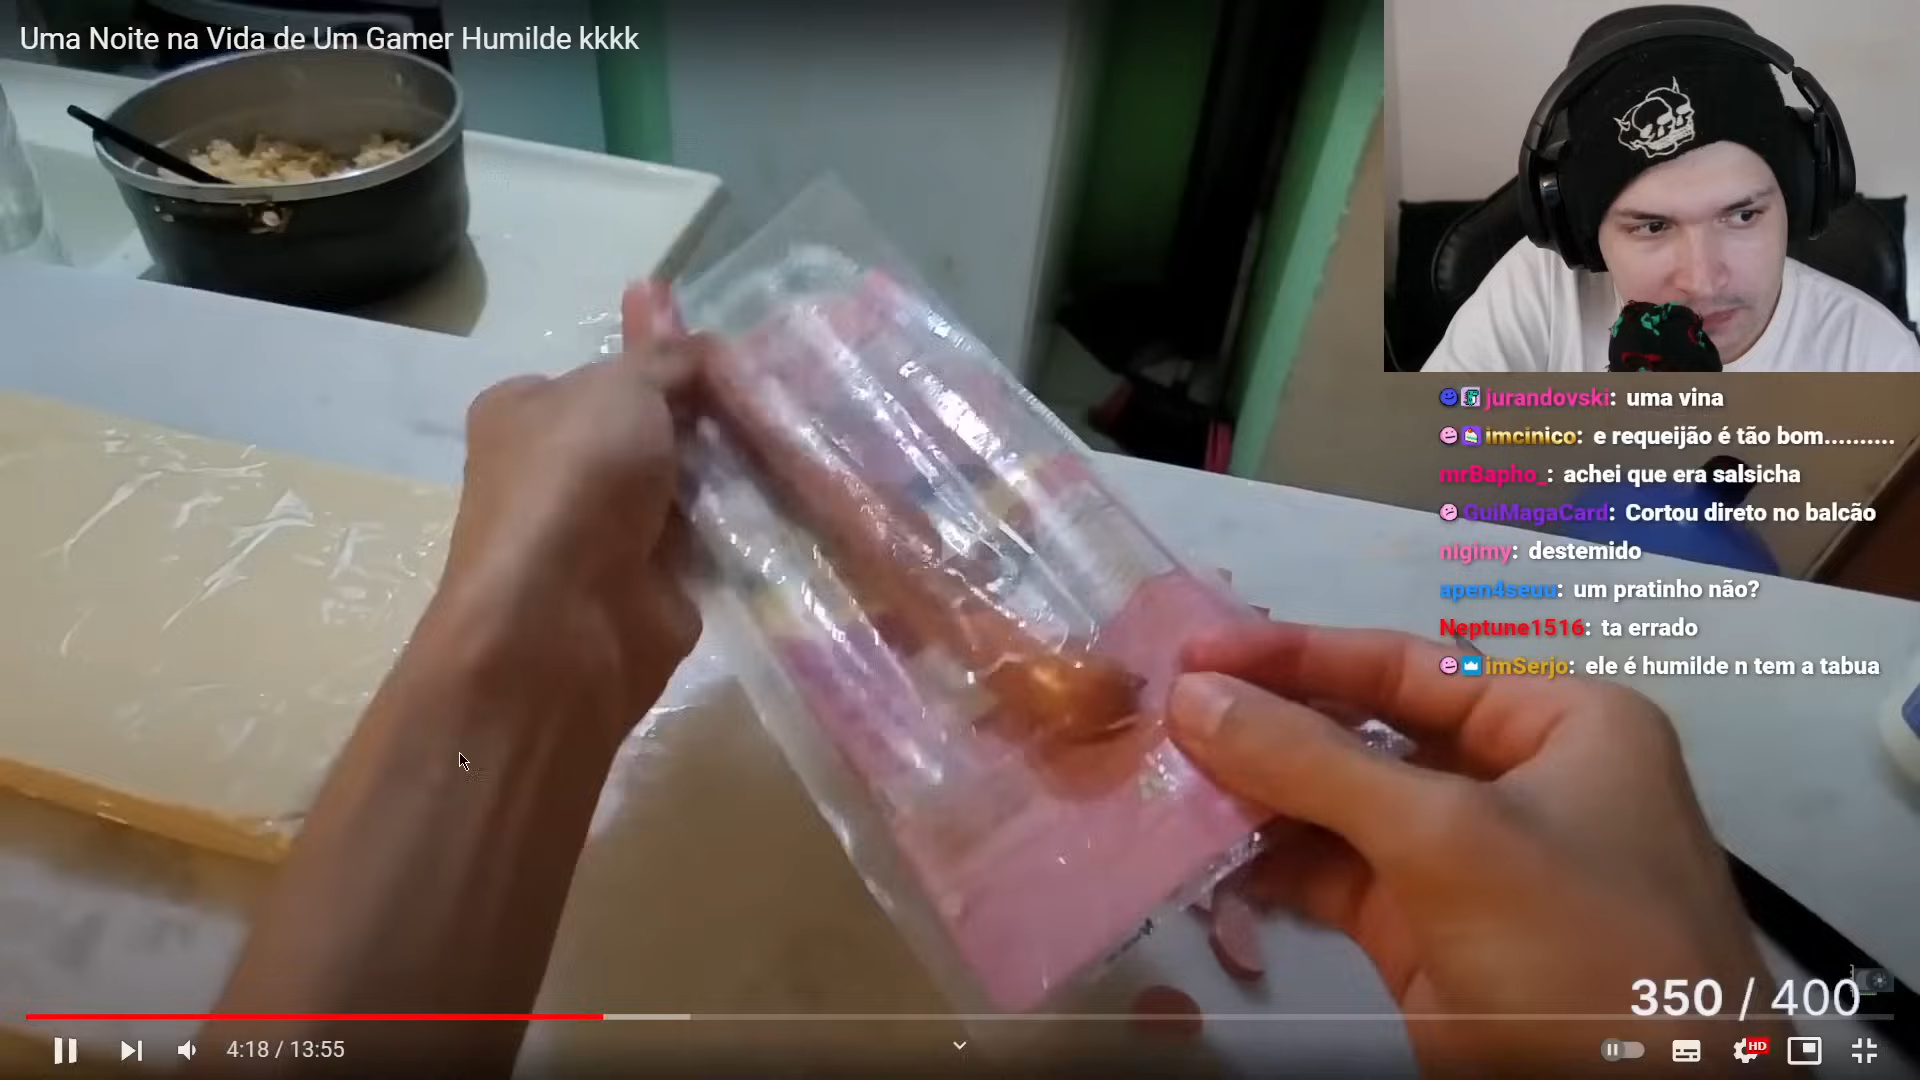 Uma Noite na Vida de Um Gamer Humilde kkkk
jurandovski: uma vina
imcinico: e requeijão é tão bom..........
mrBapho_: achei que era salsicha
GuiMagaCard: Cortou direto no balcão
nigimy: destemido
apen4seuu: um pratinho não?
Neptune1516: ta errado
imSerjo: ele é humilde n tem a tabua
350 / 400
4:18 / 13:55
HD